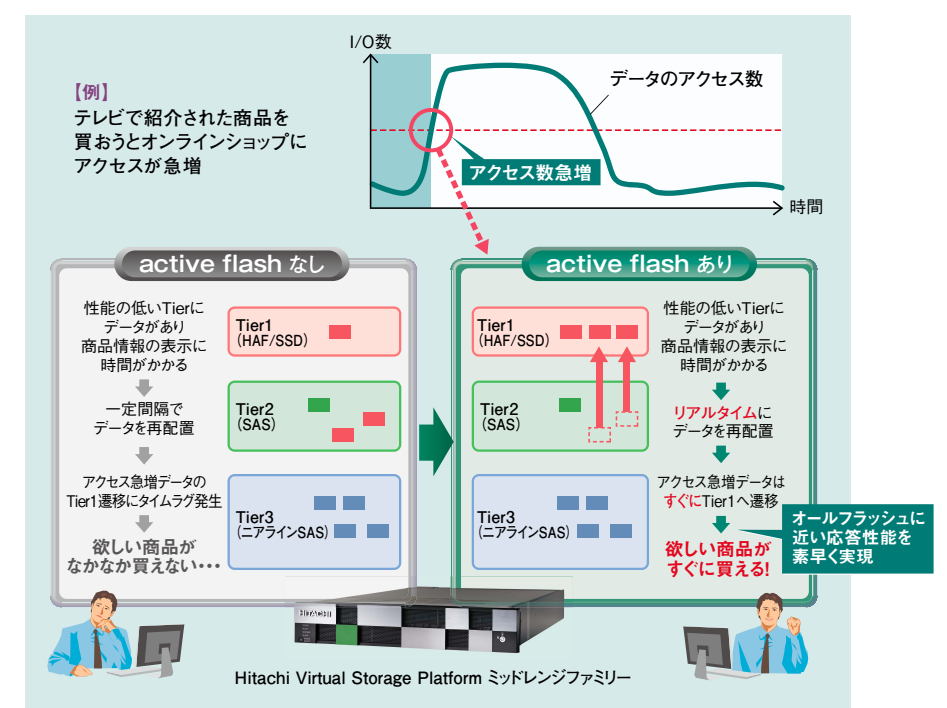 I/O数
【例】
テレビで紹介された商品を
買おうとオンラインショップに
アクセスが急増
データのアクセス数
アクセス数急増
時間
active flash なし
性能の低いTierに
データがあり
商品情報の表示に
時間がかかる
一定間隔で
データを再配置
アクセス急増データの
Tier1遷移にタイムラグ発生
欲しい商品が
なかなか買えない・・・
Tier1
(HAF/SSD)
Tier2
(SAS)
Tier3
(ニアラインSAS)
active flash あり
Tier1
(HAF/SSD)
Tier2
(SAS)
Tier3
(ニアラインSAS)
性能の低いTierに
データがあり
商品情報の表示に
時間がかかる
リアルタイムに
データを再配置
アクセス急増データは
すぐにTier1へ遷移
欲しい商品が
すぐに買える!
オールフラッシュに
近い応答性能を
素早く実現
HITACHI
Hitachi Virtual Storage Platform ミッドレンジファミリー